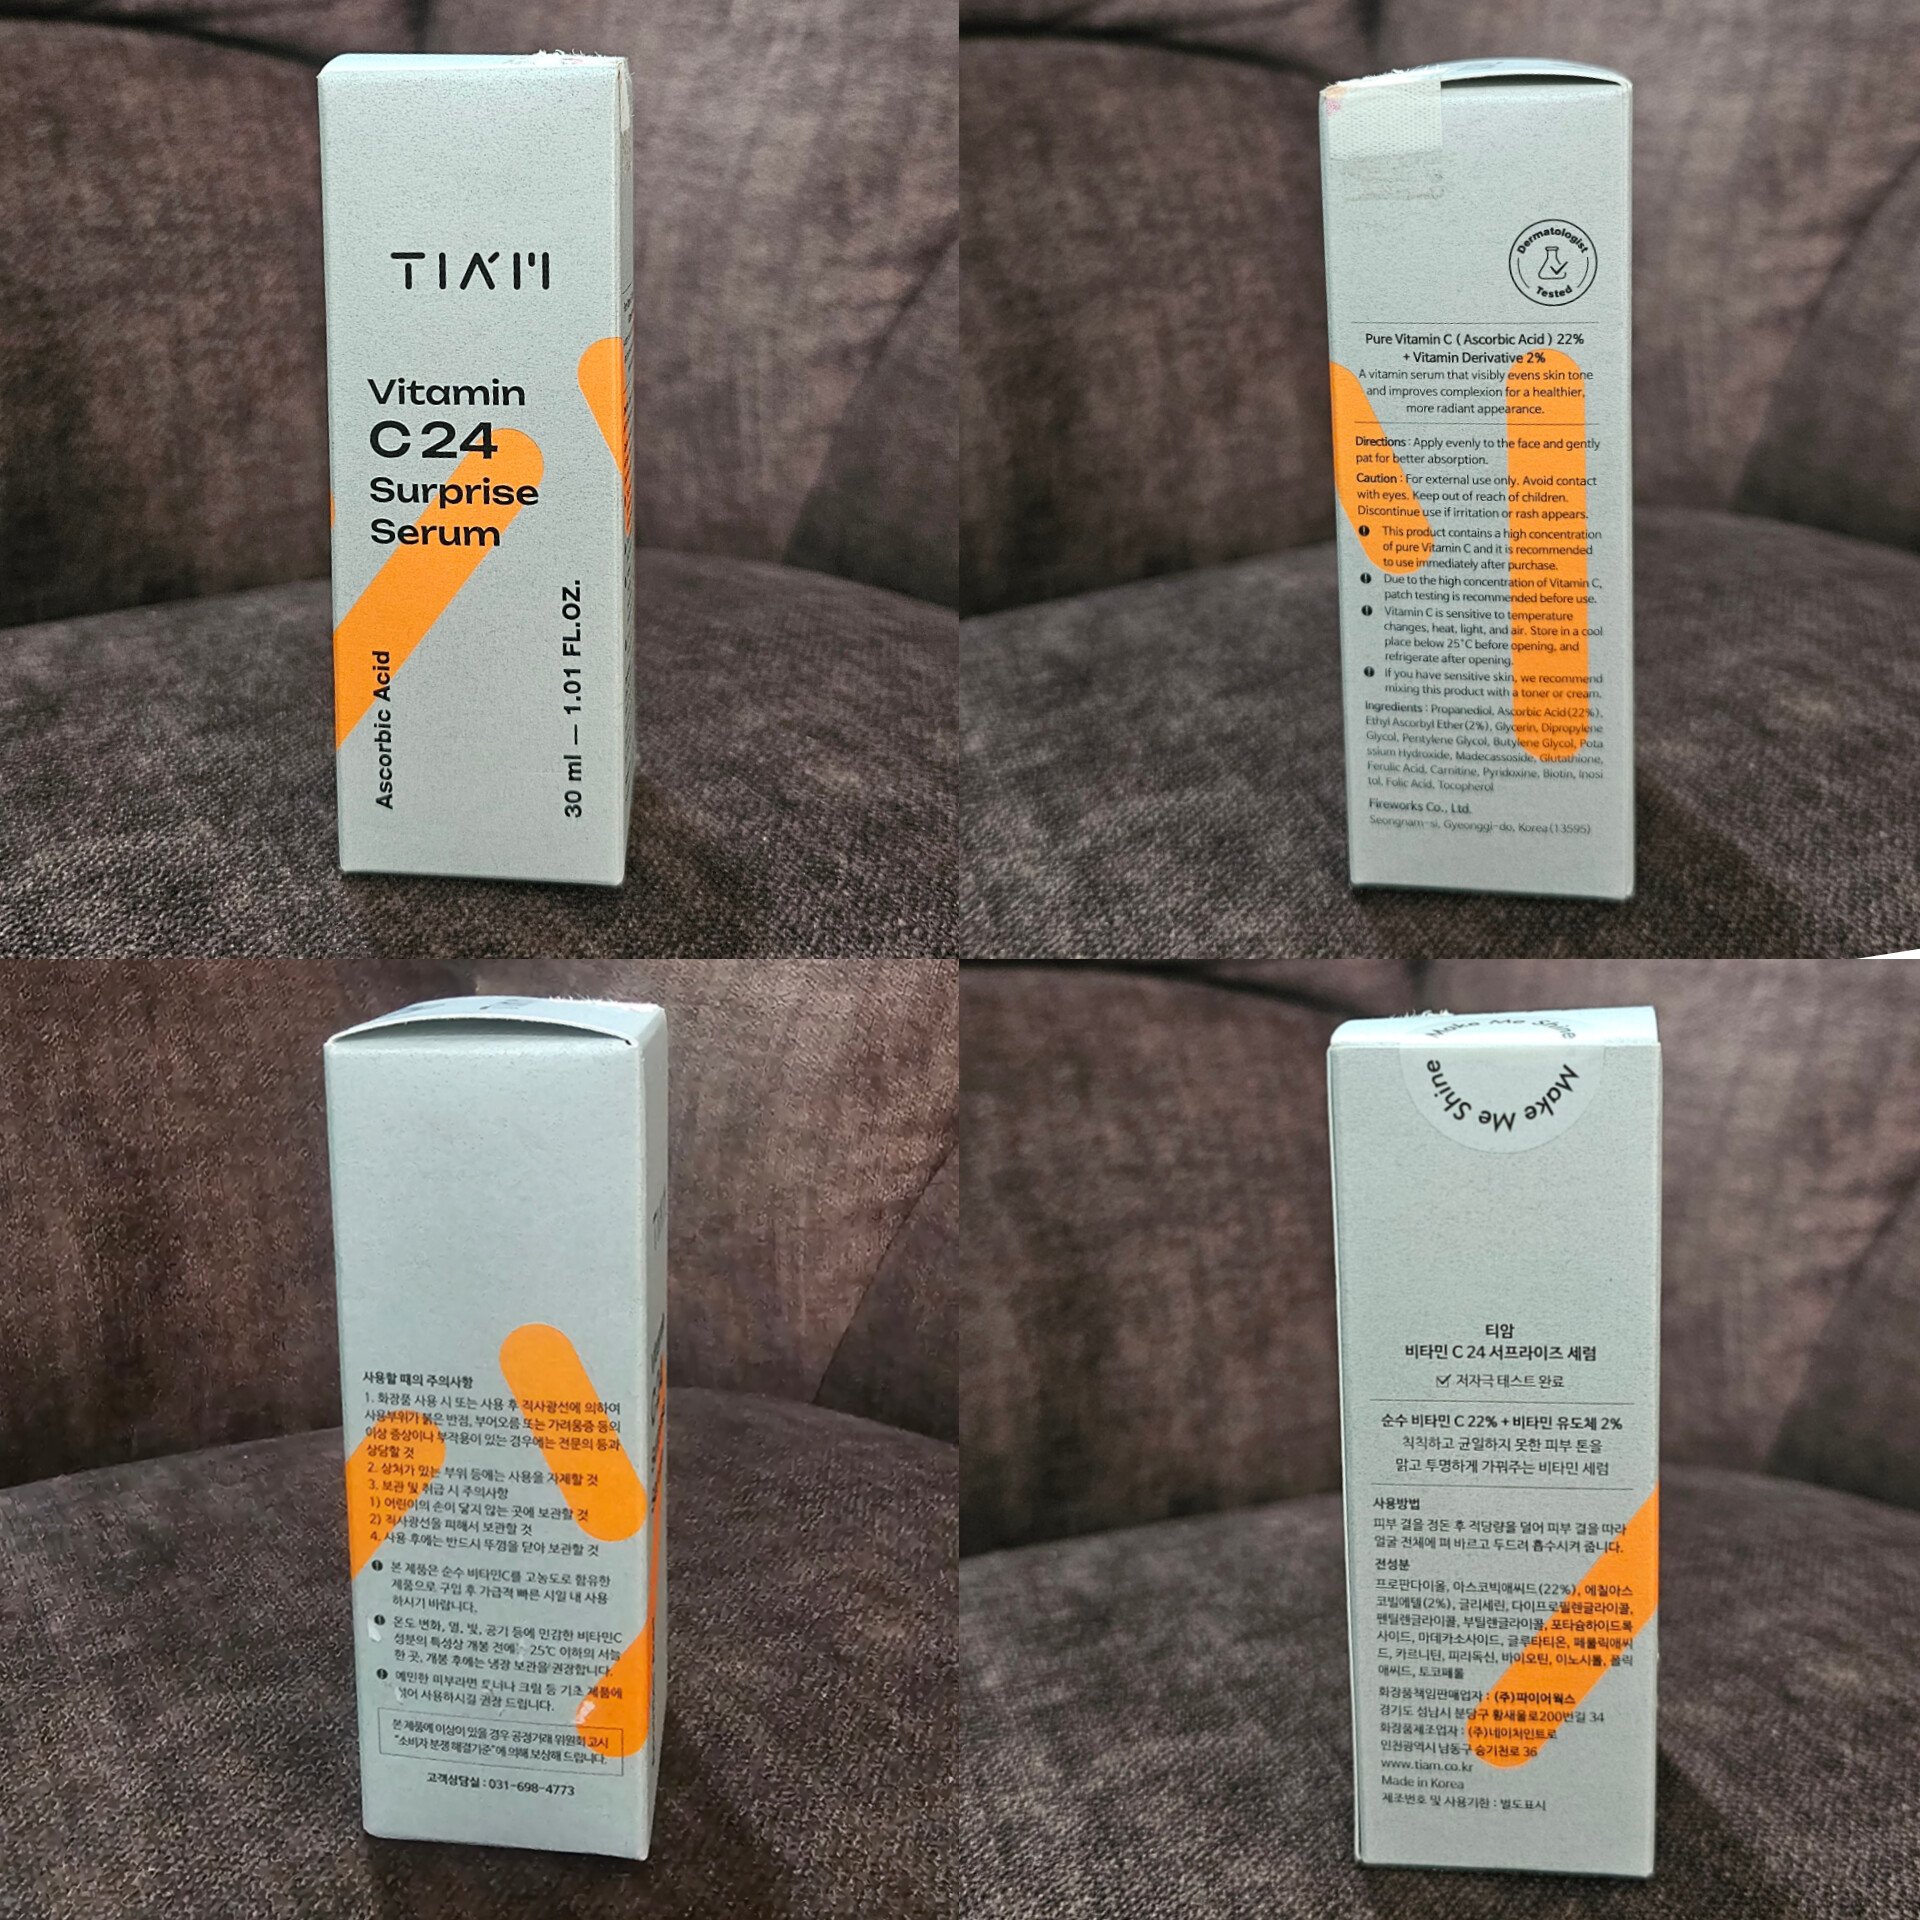 TIAM
Vitamin
C 24
Surprise
Serum
Ascorbic Acid
30 ml — 1.01 FL.OZ.
Dermatologist
Tested
Pure Vitamin C ( Ascorbic Acid ) 22%
+ Vitamin Derivative 2%
A vitamin serum that visibly evens skin tone
and improves complexion for a healthier,
more radiant appearance.
Directions : Apply evenly to the face and gently
pat for better absorption.
Caution : For external use only. Avoid contact
with eyes. Keep out of reach of children.
Discontinue use if irritation or rash appears.
This product contains a high concentration
of pure Vitamin C and it is recommended
to use immediately after purchase.
Due to the high concentration of Vitamin C,
patch testing is recommended before use.
Vitamin C is sensitive to temperature
changes, heat, light, and air. Store in a cool
place below 25˚C before opening, and
refrigerate after opening.
If you have sensitive skin, we recommend
mixing this product with a toner or cream.
Ingredients : Propanediol, Ascorbic Acid(22%),
Ethyl Ascorbyl Ether(2%), Glycerin, Dipropylene
Glycol, Pentylene Glycol, Butylene Glycol, Pota
ssium Hydroxide, Madecassoside, Glutathione,
Ferulic Acid, Carnitine, Pyridoxine, Biotin, Inosi
tol, Folic Acid, Tocopherol
Fireworks Co., Ltd.
Seongnam-si, Gyeonggi-do, Korea(13595)
사용할 때의 주의사항
1. 화장품 사용 시 또는 사용 후 직사광선에 의하여
사용부위가 붉은 반점, 부어오름 또는 가려움증 등의
이상 증상이나 부작용이 있는 경우에는 전문의 등과
상담할 것
2. 상처가 있는 부위 등에는 사용을 자제할 것
3. 보관 및 취급 시 주의사항
1) 어린이의 손이 닿지 않는 곳에 보관할 것
2) 직사광선을 피해서 보관할 것
4. 사용 후에는 반드시 뚜껑을 닫아 보관할 것
본 제품은 순수 비타민C를 고농도로 함유한
제품으로 구입 후 가급적 빠른 시일 내 사용
하시기 바랍니다.
온도 변화, 열, 빛, 공기 등에 민감한 비타민C
성분의 특성상 개봉 전에 25℃ 이하의 서늘
한 곳, 개봉 후에는 냉장 보관을 권장합니다.
예민한 피부라면 토너나 크림 등 기초 제품에
섞어 사용하시길 권장 드립니다.
본 제품에 이상이 있을 경우 공정거래 위원회 고시
"소비자 분쟁 해결기준"에 의해 보상해 드립니다.
고객상담실 : 031-698-4773
Make Me Shine
Make Me Shine
티암
비타민 C 24 서프라이즈 세럼
저자극 테스트 완료
순수 비타민 C 22% + 비타민 유도체 2%
칙칙하고 균일하지 못한 피부 톤을
맑고 투명하게 가꿔주는 비타민 세럼
사용방법
피부 결을 정돈 후 적당량을 덜어 피부 결을 따라
얼굴 전체에 펴 바르고 두드려 흡수시켜 줍니다.
전성분
프로판다이올, 아스코빅애씨드(22%), 에칠아스
코빌에텔(2%), 글리세린, 다이프로필렌글라이콜,
펜틸렌글라이콜, 부틸렌글라이콜, 포타슘하이드록
사이드, 마데카소사이드, 글루타티온, 페룰릭애씨
드, 카르니틴, 피리독신, 바이오틴, 이노시톨, 폴릭
애씨드, 토코페롤
화장품책임판매업자 : (주)파이어웍스
경기도 성남시 분당구 황새울로200번길 34
화장품제조업자 : (주)네이처인트로
인천광역시 남동구 승기천로 36
www.tiam.co.kr
Made in Korea
제조번호 및 사용기한 : 별도표시